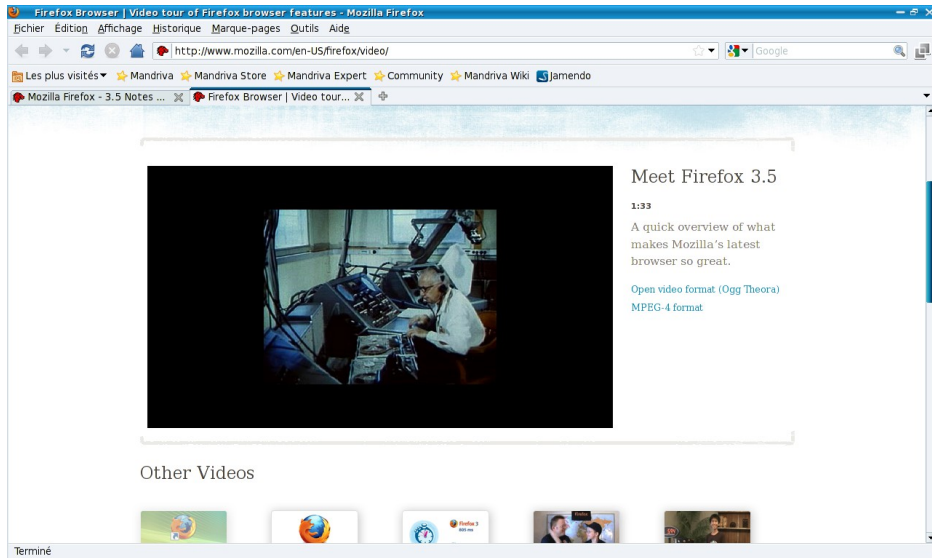 Firefox Browser | Video tour of Firefox browser features - Mozilla Firefox
Fichier Édition Affichage Historique Marque-pages Outils Aide
http://www.mozilla.com/en-US/firefox/video/
Google
Les plus visités Mandriva Mandriva Store Mandriva Expert Community Mandriva Wiki Jamendo
Mozilla Firefox - 3.5 Notes ... Firefox Browser | Video tour...
Meet Firefox 3.5
1:33
A quick overview of what
makes Mozilla's latest
browser so great.
Open video format (Ogg Theora)
MPEG-4 format
Other Videos
Firefox 3
Terminé